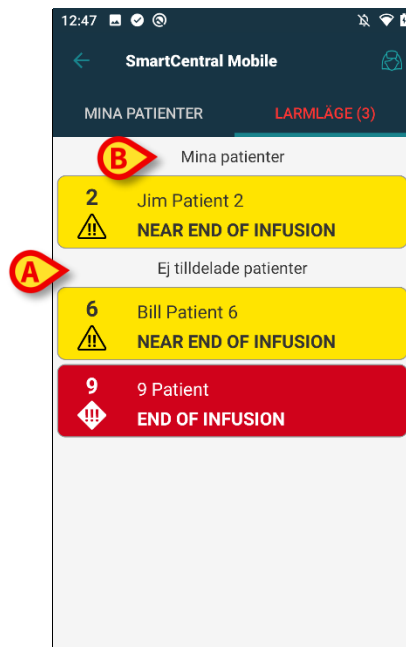 12:47
SmartCentral Mobile
MINA PATIENTER
LARMLÄGE (3)
B
Mina patienter
2
Jim Patient 2
!!
NEAR END OF INFUSION
A
Ej tilldelade patienter
6
Bill Patient 6
!!
NEAR END OF INFUSION
9
9 Patient
!!!
END OF INFUSION